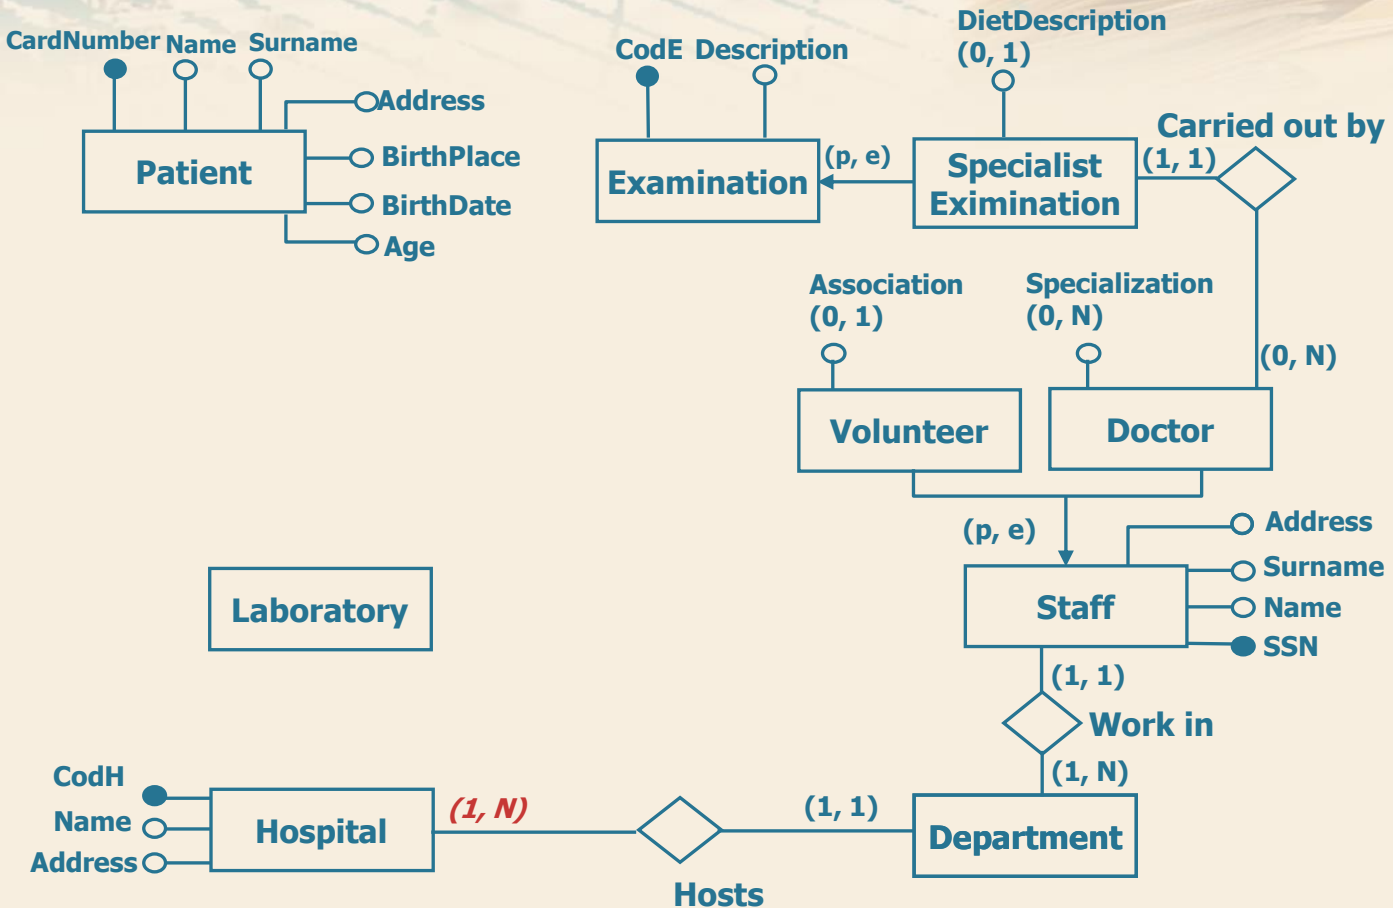 CardNumber Name Surname
Address
BirthPlace
BirthDate
Age
Patient
CodE Description
Examination
(p, e)
DietDescription
(0, 1)
Specialist
Eximination
Carried out by
(1, 1)
(0, N)
Association
(0, 1)
Specialization
(0, N)
Volunteer
Doctor
(p, e)
Address
Surname
Name
SSN
Staff
Laboratory
(1, 1)
Work in
(1, N)
CodH
Name
Address
Hospital
(1, N)
Hosts
(1, 1)
Department